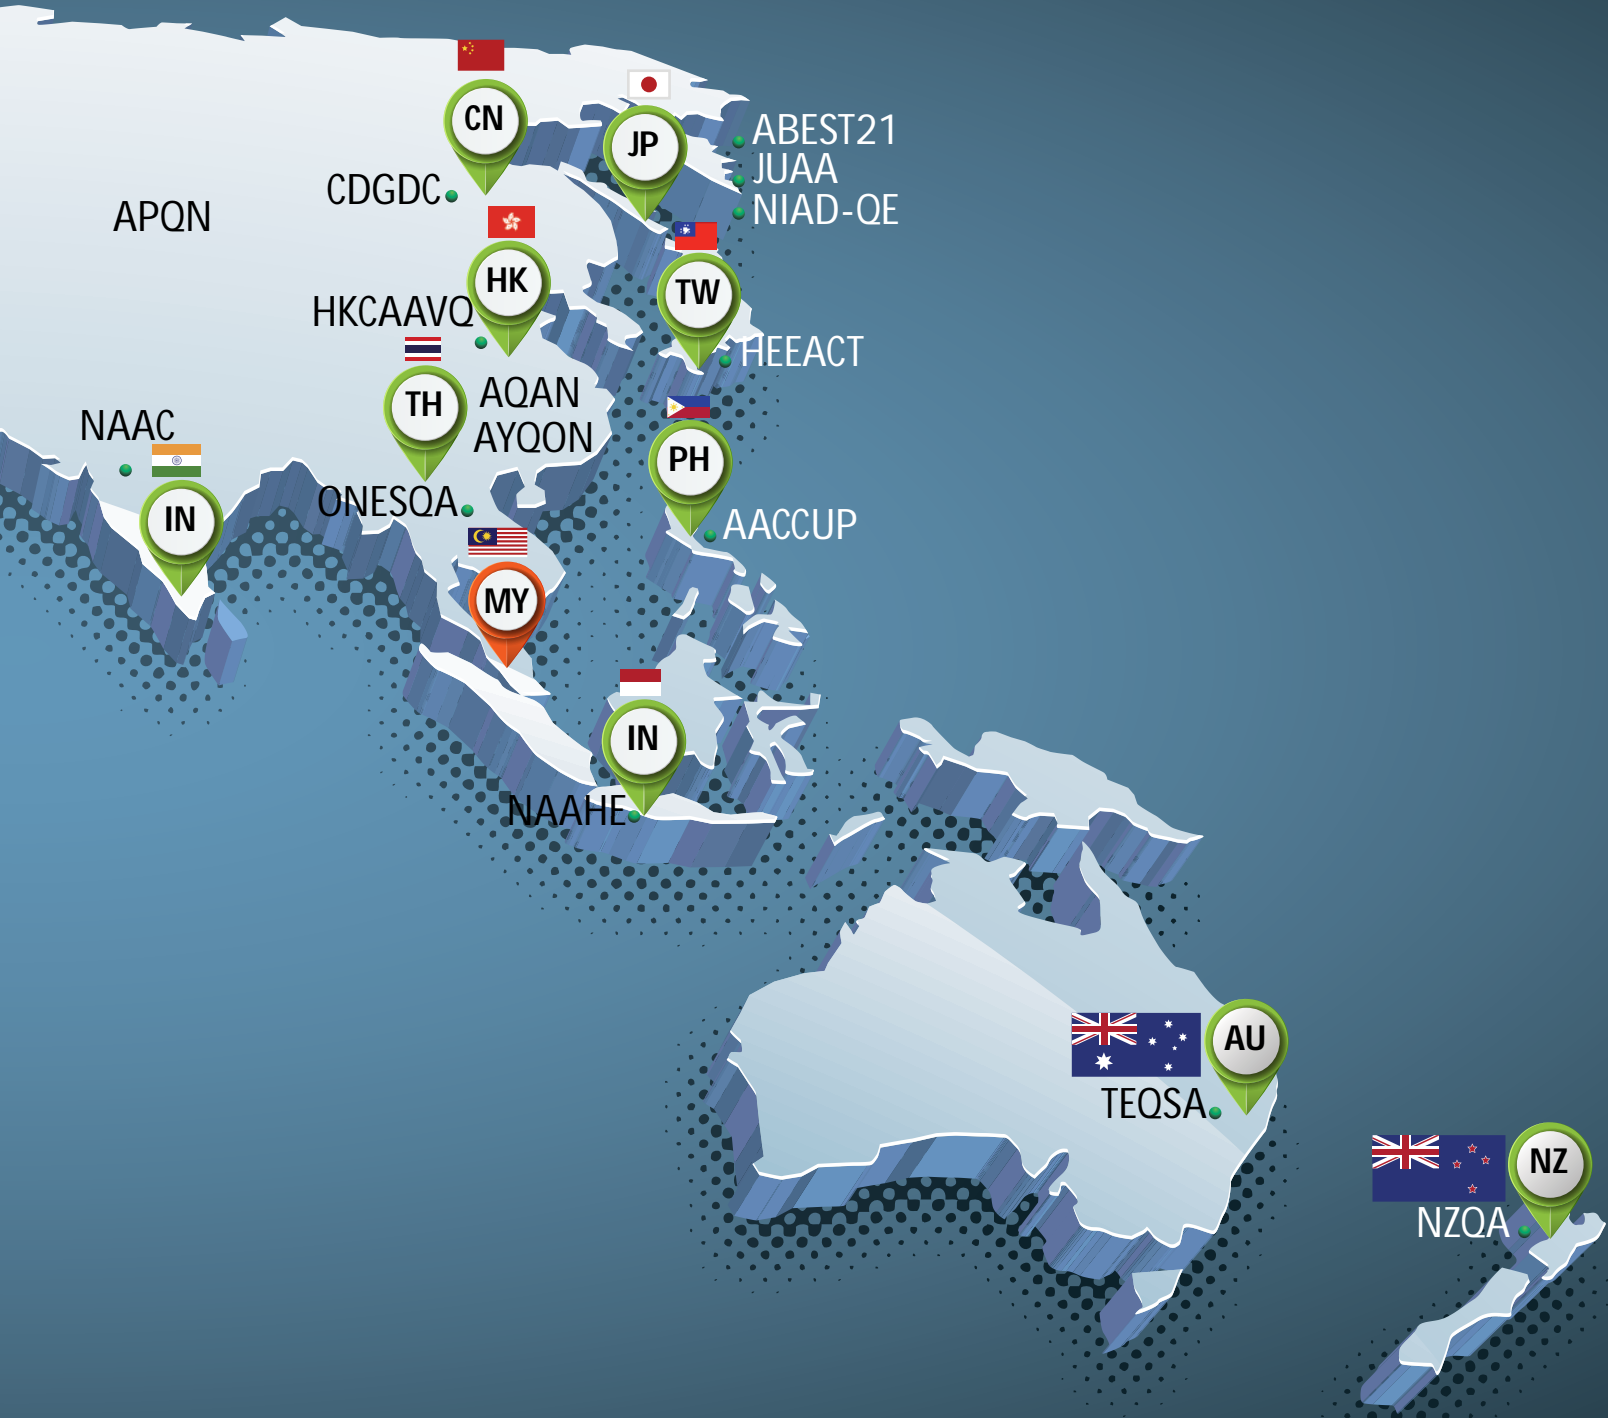 CN
JP
ABEST21
JUAA
NIAD-QE
CDGDC
APQN
HK
TW
HKCAAVQ
HEEACT
TH
AQAN
AYQON
NAAC
PH
ONESQA
IN
AACCUP
MY
IN
NAAHE
AU
TEQSA
NZ
NZQA